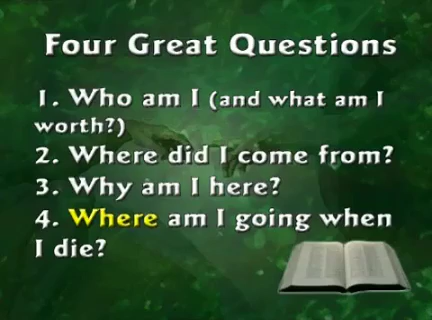 Four Great Questions
1. Who am I (and what am I
worth?)
2. Where did I come from?
3. Why am I here?
4. Where am I going when
I die?